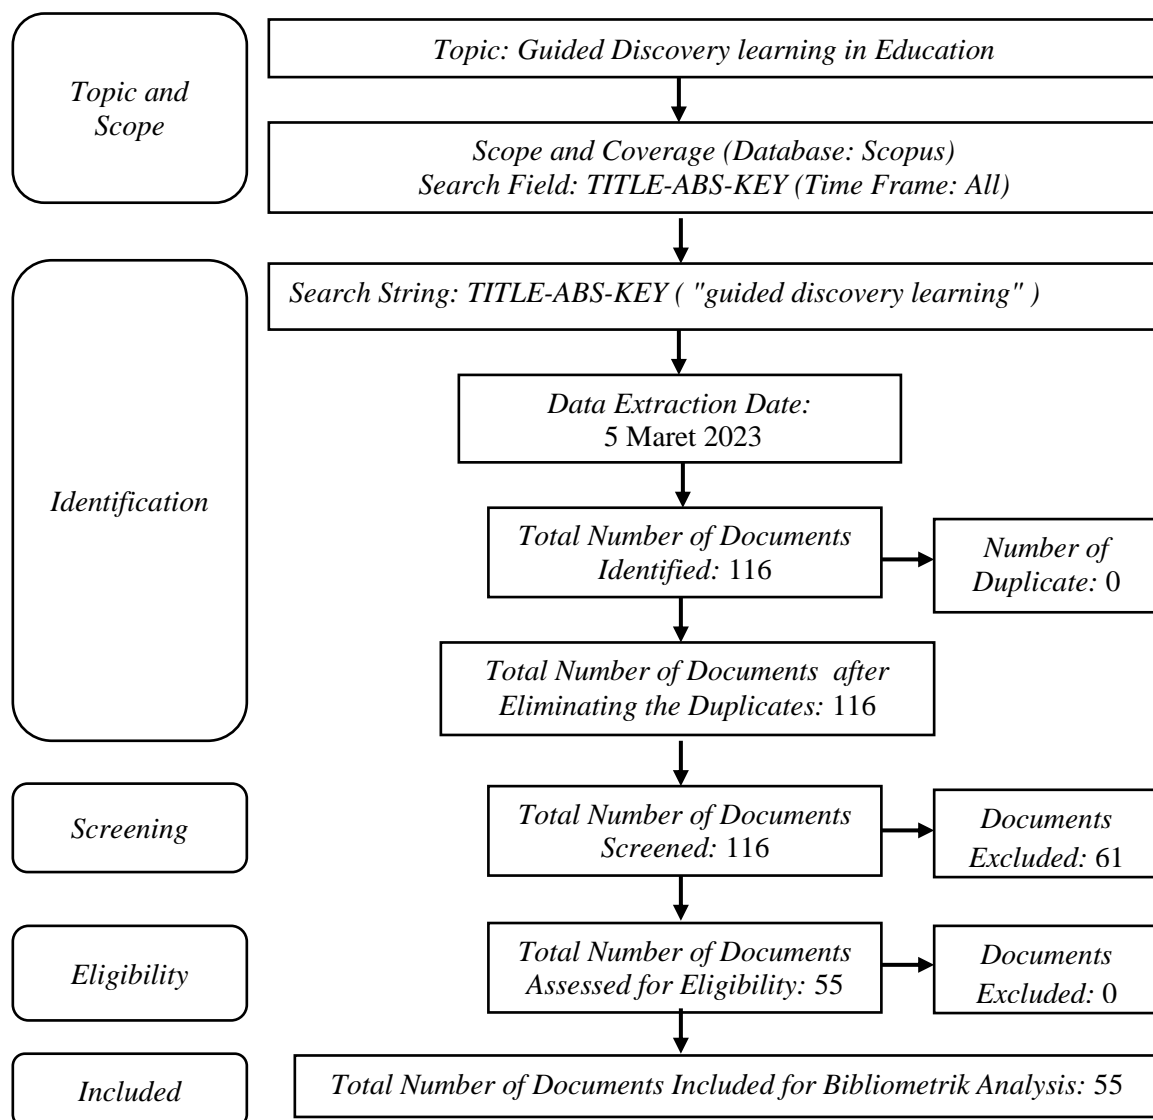 Topic and
Scope
Topic: Guided Discovery learning in Education
Scope and Coverage (Database: Scopus)
Search Field: TITLE-ABS-KEY (Time Frame: All)
Identification
Search String: TITLE-ABS-KEY ( "guided discovery learning" )
Data Extraction Date:
5 Maret 2023
Total Number of Documents
Identified: 116
Number of
Duplicate: 0
Total Number of Documents after
Eliminating the Duplicates: 116
Screening
Total Number of Documents
Screened: 116
Documents
Excluded: 61
Eligibility
Total Number of Documents
Assessed for Eligibility: 55
Documents
Excluded: 0
Included
Total Number of Documents Included for Bibliometrik Analysis: 55